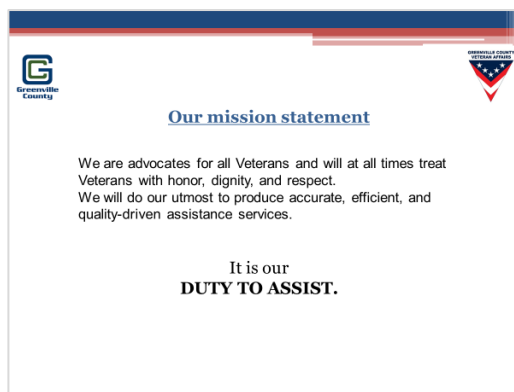 GREENVILLE COUNTY
VETERAN AFFAIRS
Greenville
County
Our mission statement
We are advocates for all Veterans and will at all times treat
Veterans with honor, dignity, and respect.
We will do our utmost to produce accurate, efficient, and
quality-driven assistance services.
It is our
DUTY TO ASSIST.